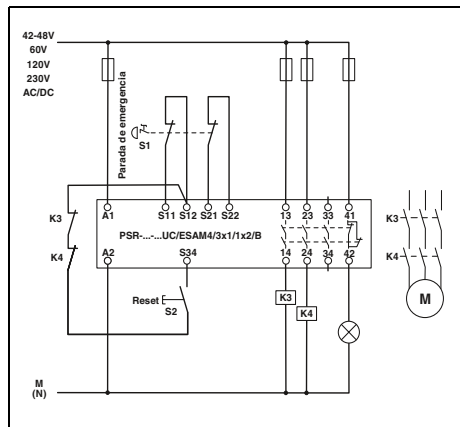 42-48V
60V
120V
230V
AC/DC
Parada de emergencia
S1
K3
K4
A1
S11
S12
S21
S22
13
23
33
41
PSR-...-...UC/ESAM4/3x1/1x2/B
A2
S34
14
24
34
42
Reset
S2
K3
K4
K3
K4
M
M
(N)